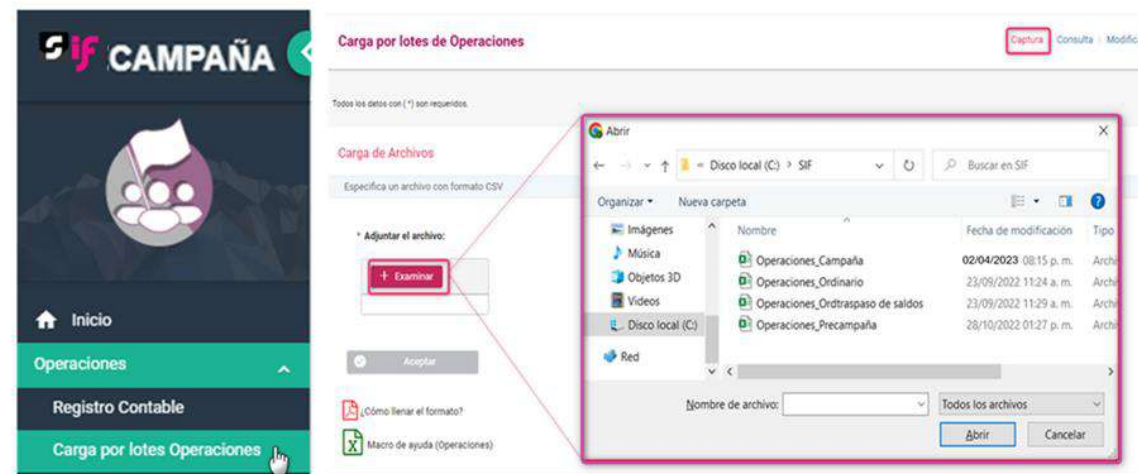 Sif CAMPAÑA
Inicio
Operaciones
Registro Contable
Carga por lotes Operaciones
Carga por lotes de Operaciones
Captura Consulta Modific
Todos los datos con ( *) son requeridos.
Carga de Archivos
Especifica un archivo con formato CSV
* Adjuntar el archivo:
+ Examinar
Aceptar
¿Cómo llenar el formato?
Macro de ayuda (Operaciones)
Abrir
Disco local (C:) > SIF
Buscar en SIF
Organizar Nueva carpeta
Imágenes
Música
Objetos 3D
Videos
Disco local (C:)
Red
Nombre Fecha de modificación Tipo
Operaciones_Campaña 02/04/2023 08:15 p. m. Archi
Operaciones_Ordinario 23/09/2022 11:24 a. m. Archi
Operaciones_Ordtraspaso de saldos 23/09/2022 11:29 a. m. Archi
Operaciones_Precampaña 28/10/2022 01:27 p. m. Archi
Nombre de archivo: Todos los archivos
Abrir Cancelar